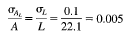 σ_{A_L}/A = σ_L/L = 0.1/22.1 = 0.005